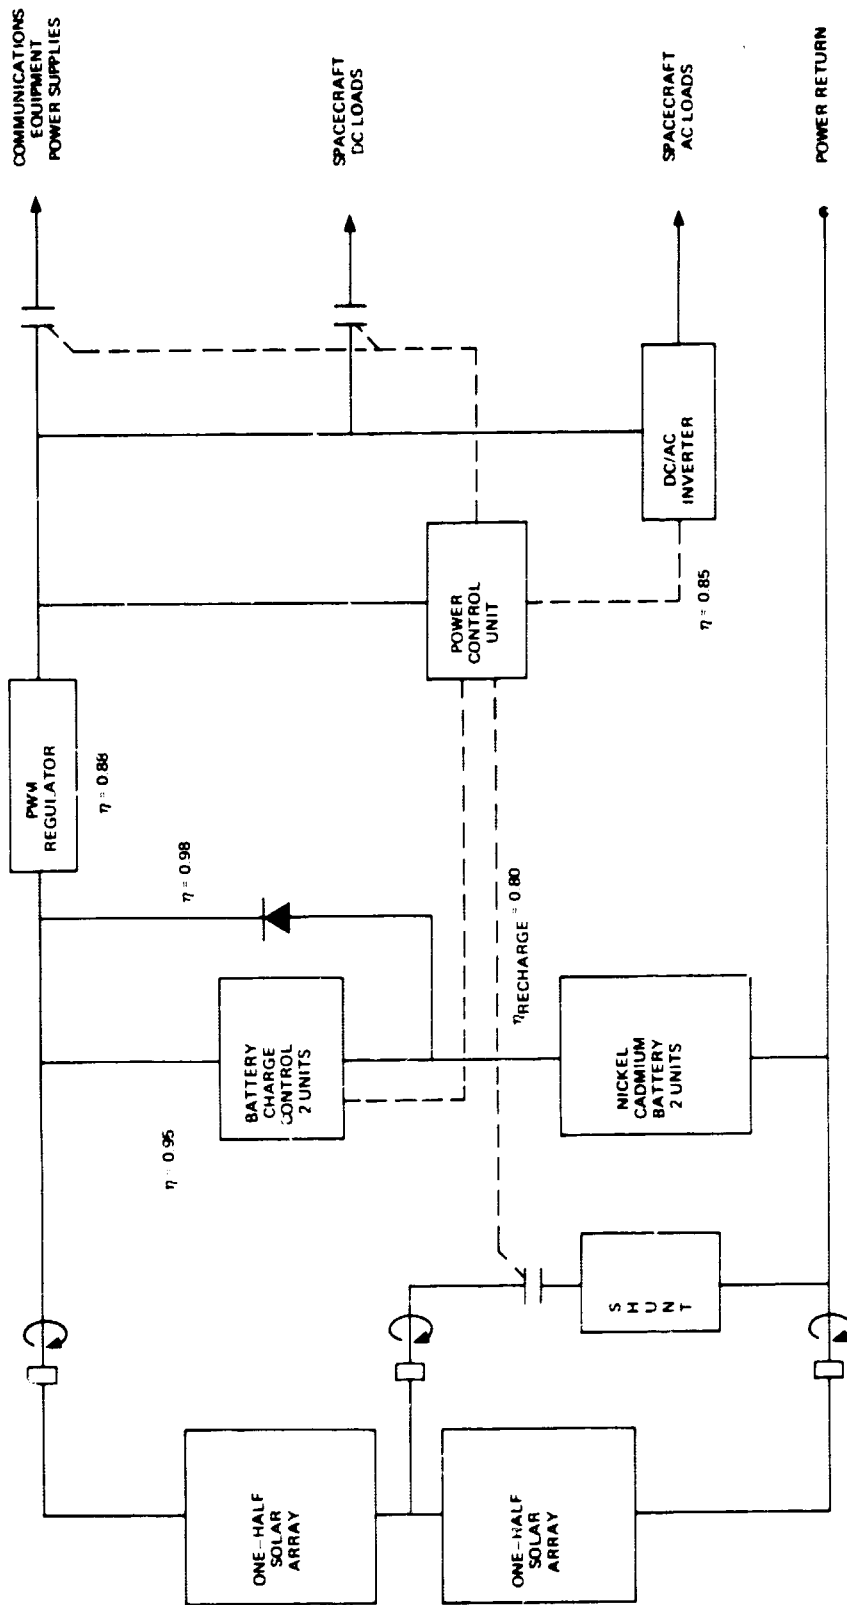 COMMUNICATIONS
EQUIPMENT
POWER SUPPLIES
SPACECRAFT
DC LOADS
SPACECRAFT
AC LOADS
POWER RETURN
PWM
REGULATOR
η = 0.88
η = 0.98
BATTERY
CHARGE
CONTROL
2 UNITS
η = 0.95
POWER
CONTROL
UNIT
DC/AC
INVERTER
η = 0.85
ηRECHARGE = 0.80
NICKEL
CADMIUM
BATTERY
2 UNITS
SHUNT
ONE-HALF
SOLAR
ARRAY
ONE-HALF
SOLAR
ARRAY